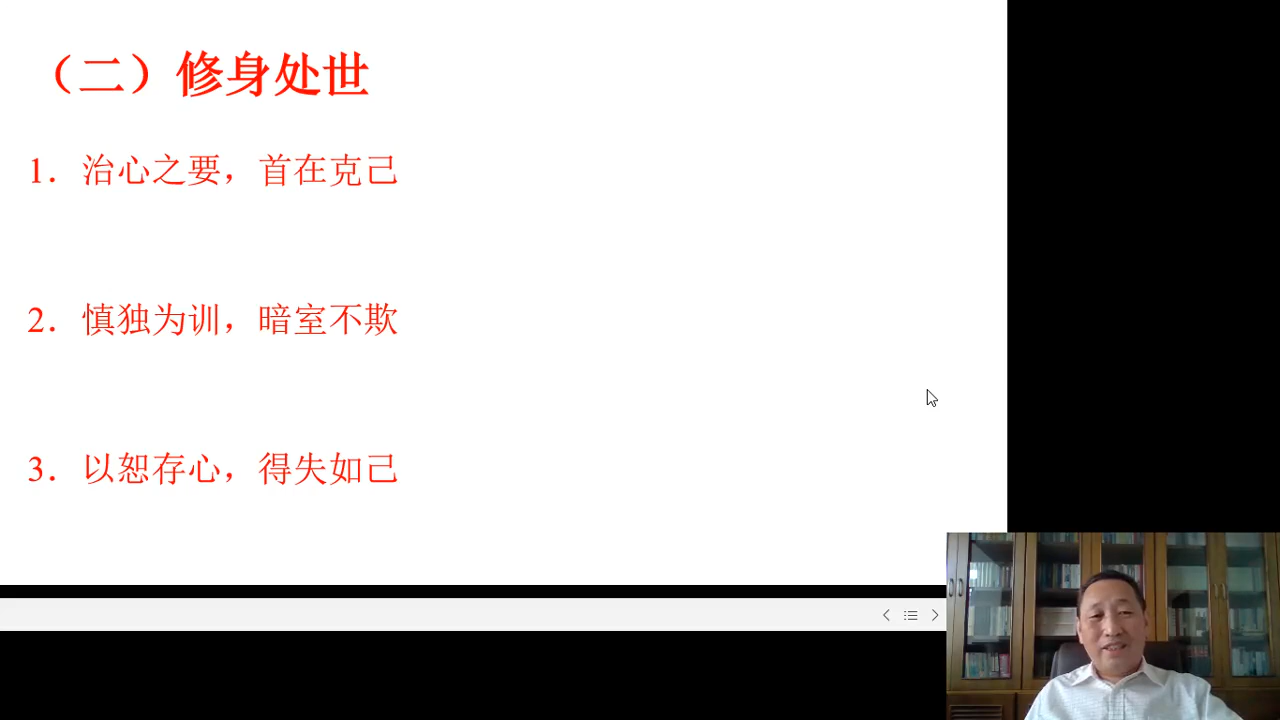 （二）修身处世
1．治心之要，首在克己
2．慎独为训，暗室不欺
3．以恕存心，得失如己